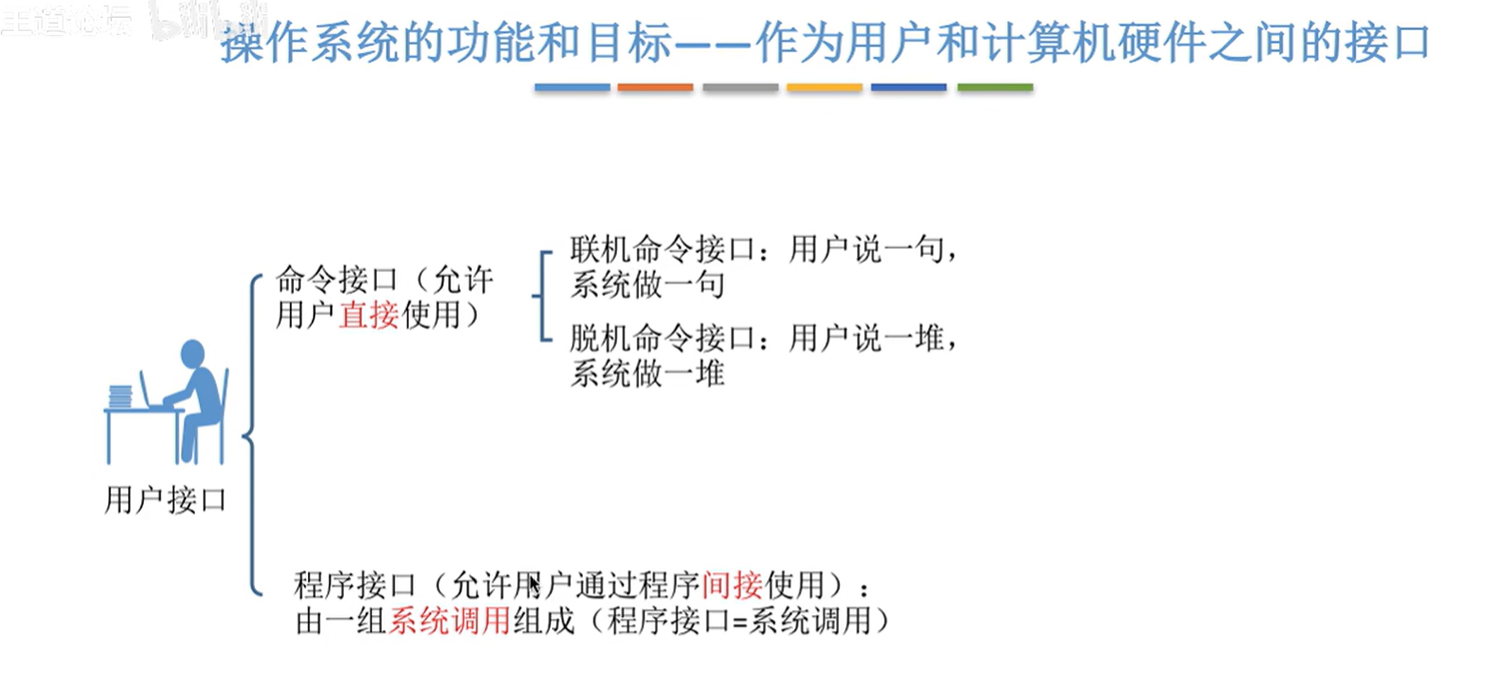 王道论坛 bilibili
操作系统的功能和目标——作为用户和计算机硬件之间的接口
联机命令接口：用户说一句，
系统做一句
命令接口（允许
用户直接使用）
脱机命令接口：用户说一堆，
系统做一堆
用户接口
程序接口（允许用户通过程序间接使用）：
由一组系统调用组成（程序接口=系统调用）